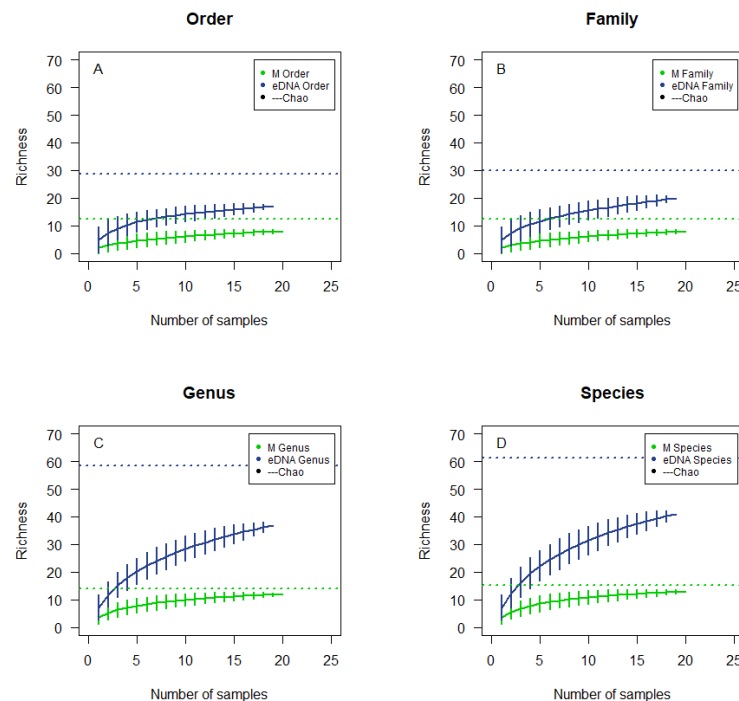 Order
A
M Order
eDNA Order
---Chao
Richness
70
60
50
40
30
20
10
0
0 5 10 15 20 25
Number of samples
Family
B
M Family
eDNA Family
---Chao
Richness
70
60
50
40
30
20
10
0
0 5 10 15 20 25
Number of samples
Genus
C
M Genus
eDNA Genus
---Chao
Richness
70
60
50
40
30
20
10
0
0 5 10 15 20 25
Number of samples
Species
D
M Species
eDNA Species
---Chao
Richness
70
60
50
40
30
20
10
0
0 5 10 15 20 25
Number of samples